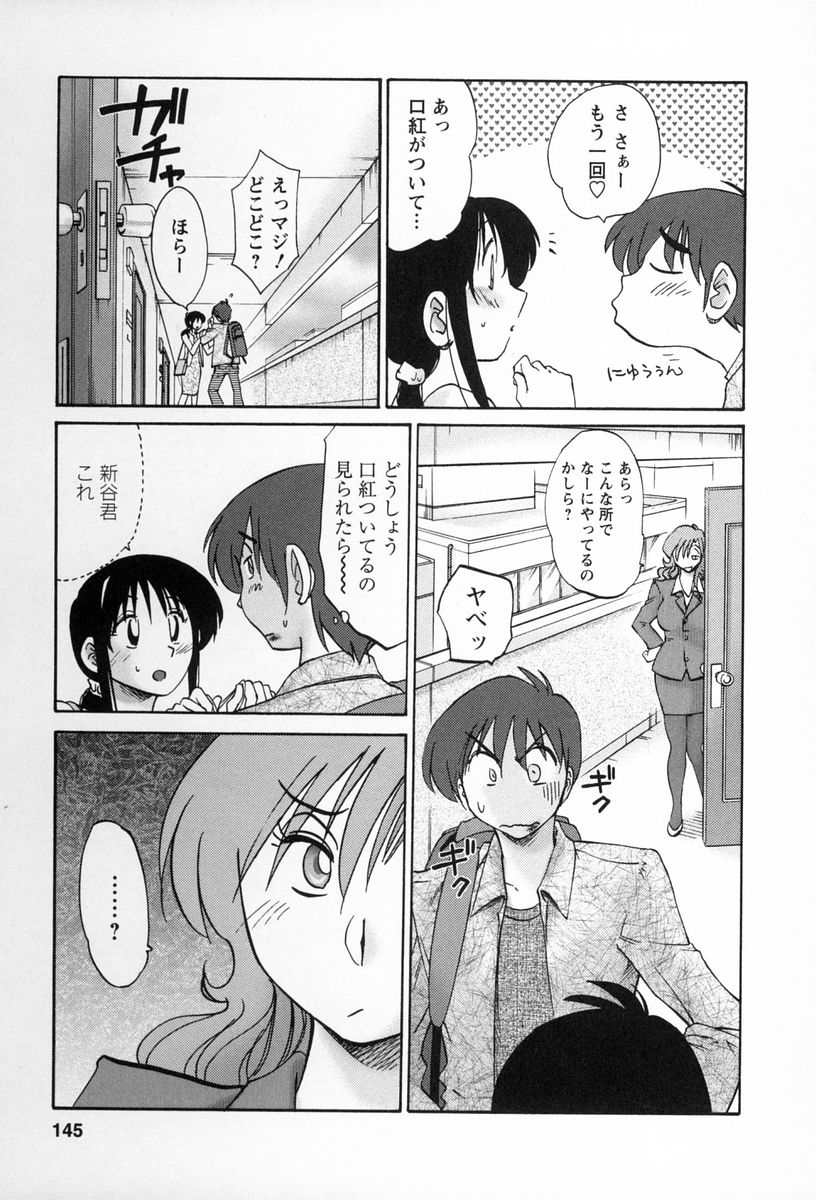 さ さぁー
もう一回♡
あっ
口紅がついて…
にゅうぅん
えっマジ!
どこどこ?
ほらー
ガチャ
あらっ
こんな所で
なーにやってるの
かしら?
ヤベッ
ギク
ギク
どうしょう
口紅ついてるの
見られたら〜〜
新谷君
これ
……?
145